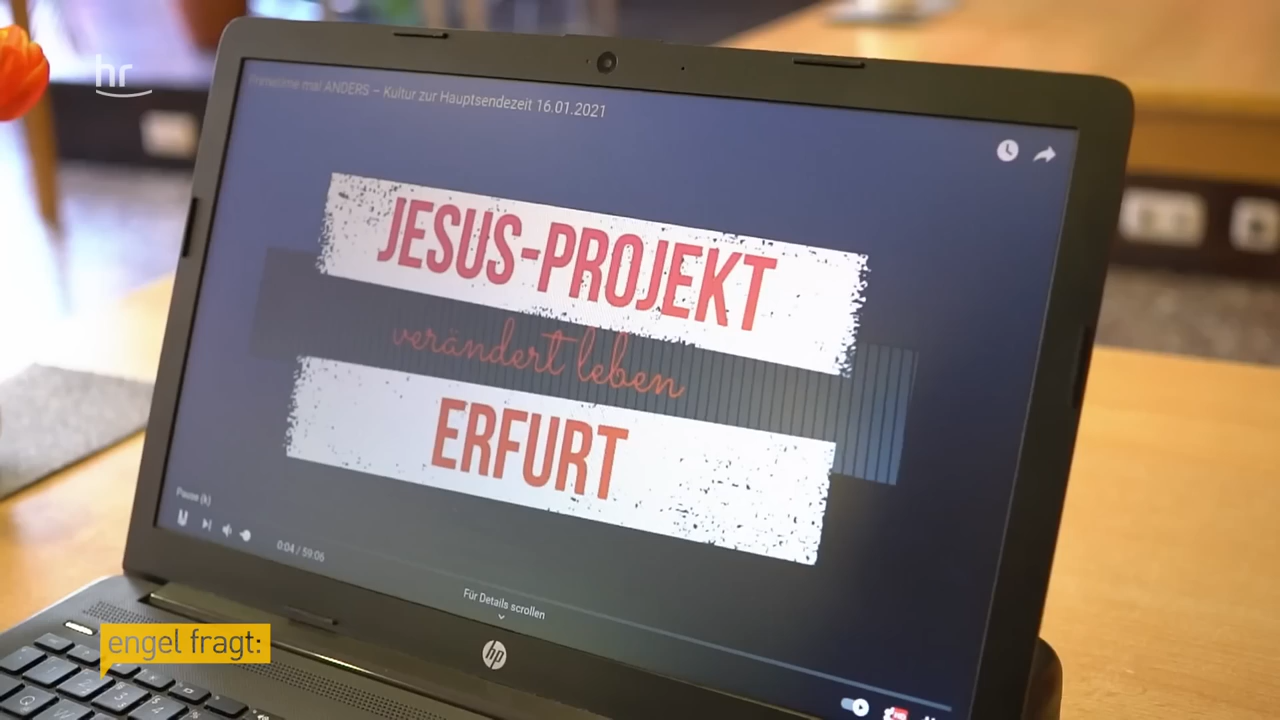 hr
Primetime mal ANDERS – Kultur zur Hauptsendezeit 16.01.2021
JESUS-PROJEKT
verändert leben
ERFURT
Pause (k)
0:04 / 59:06
Für Details scrollen
hp
engel fragt: